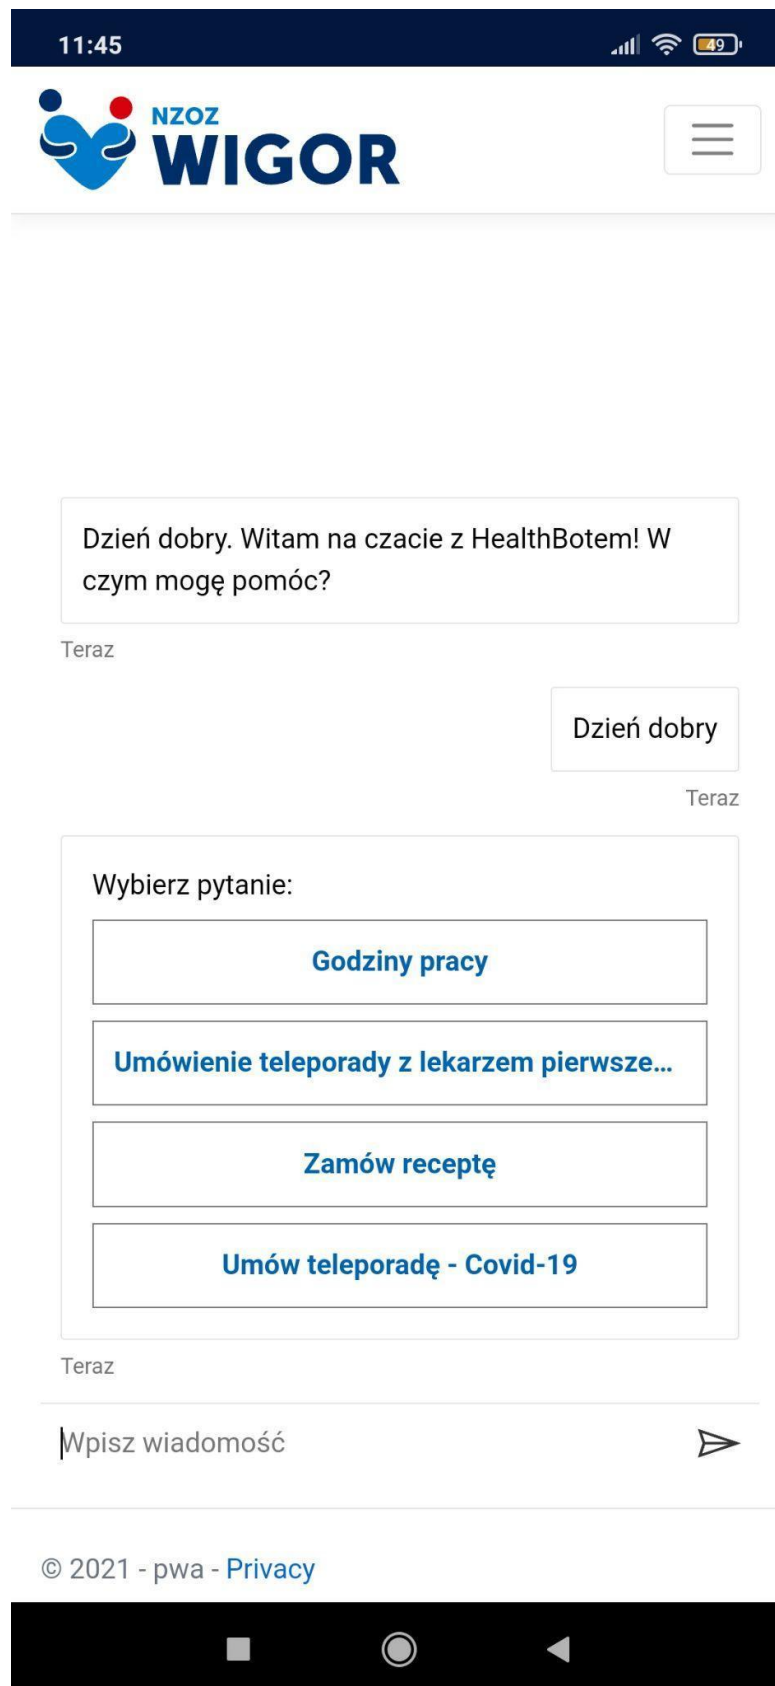 11:45
49
NZOZ
WIGOR
Dzień dobry. Witam na czacie z HealthBotem! W
czym mogę pomóc?
Teraz
Dzień dobry
Teraz
Wybierz pytanie:
Godziny pracy
Umówienie teleporady z lekarzem pierwsze...
Zamów receptę
Umów teleporadę - Covid-19
Teraz
Wpisz wiadomość
© 2021 - pwa - Privacy